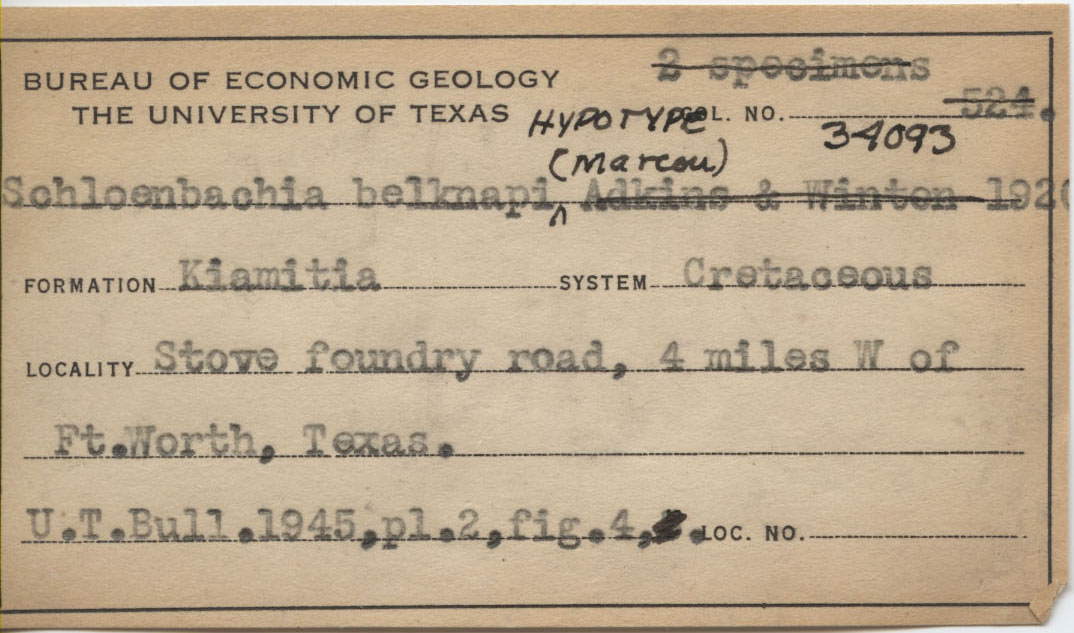 2 specimens
BUREAU OF ECONOMIC GEOLOGY
THE UNIVERSITY OF TEXAS HYPOTYPE COL. NO. 524.
34093
(Marcou)
Schloenbachia belknapi ^ Adkins & Winton 1920
FORMATION Kiamitia SYSTEM Cretaceous
LOCALITY Stove foundry road, 4 miles W of
Ft.Worth, Texas.
U.T.Bull.1945,pl.2,fig.4, . LOC. NO.